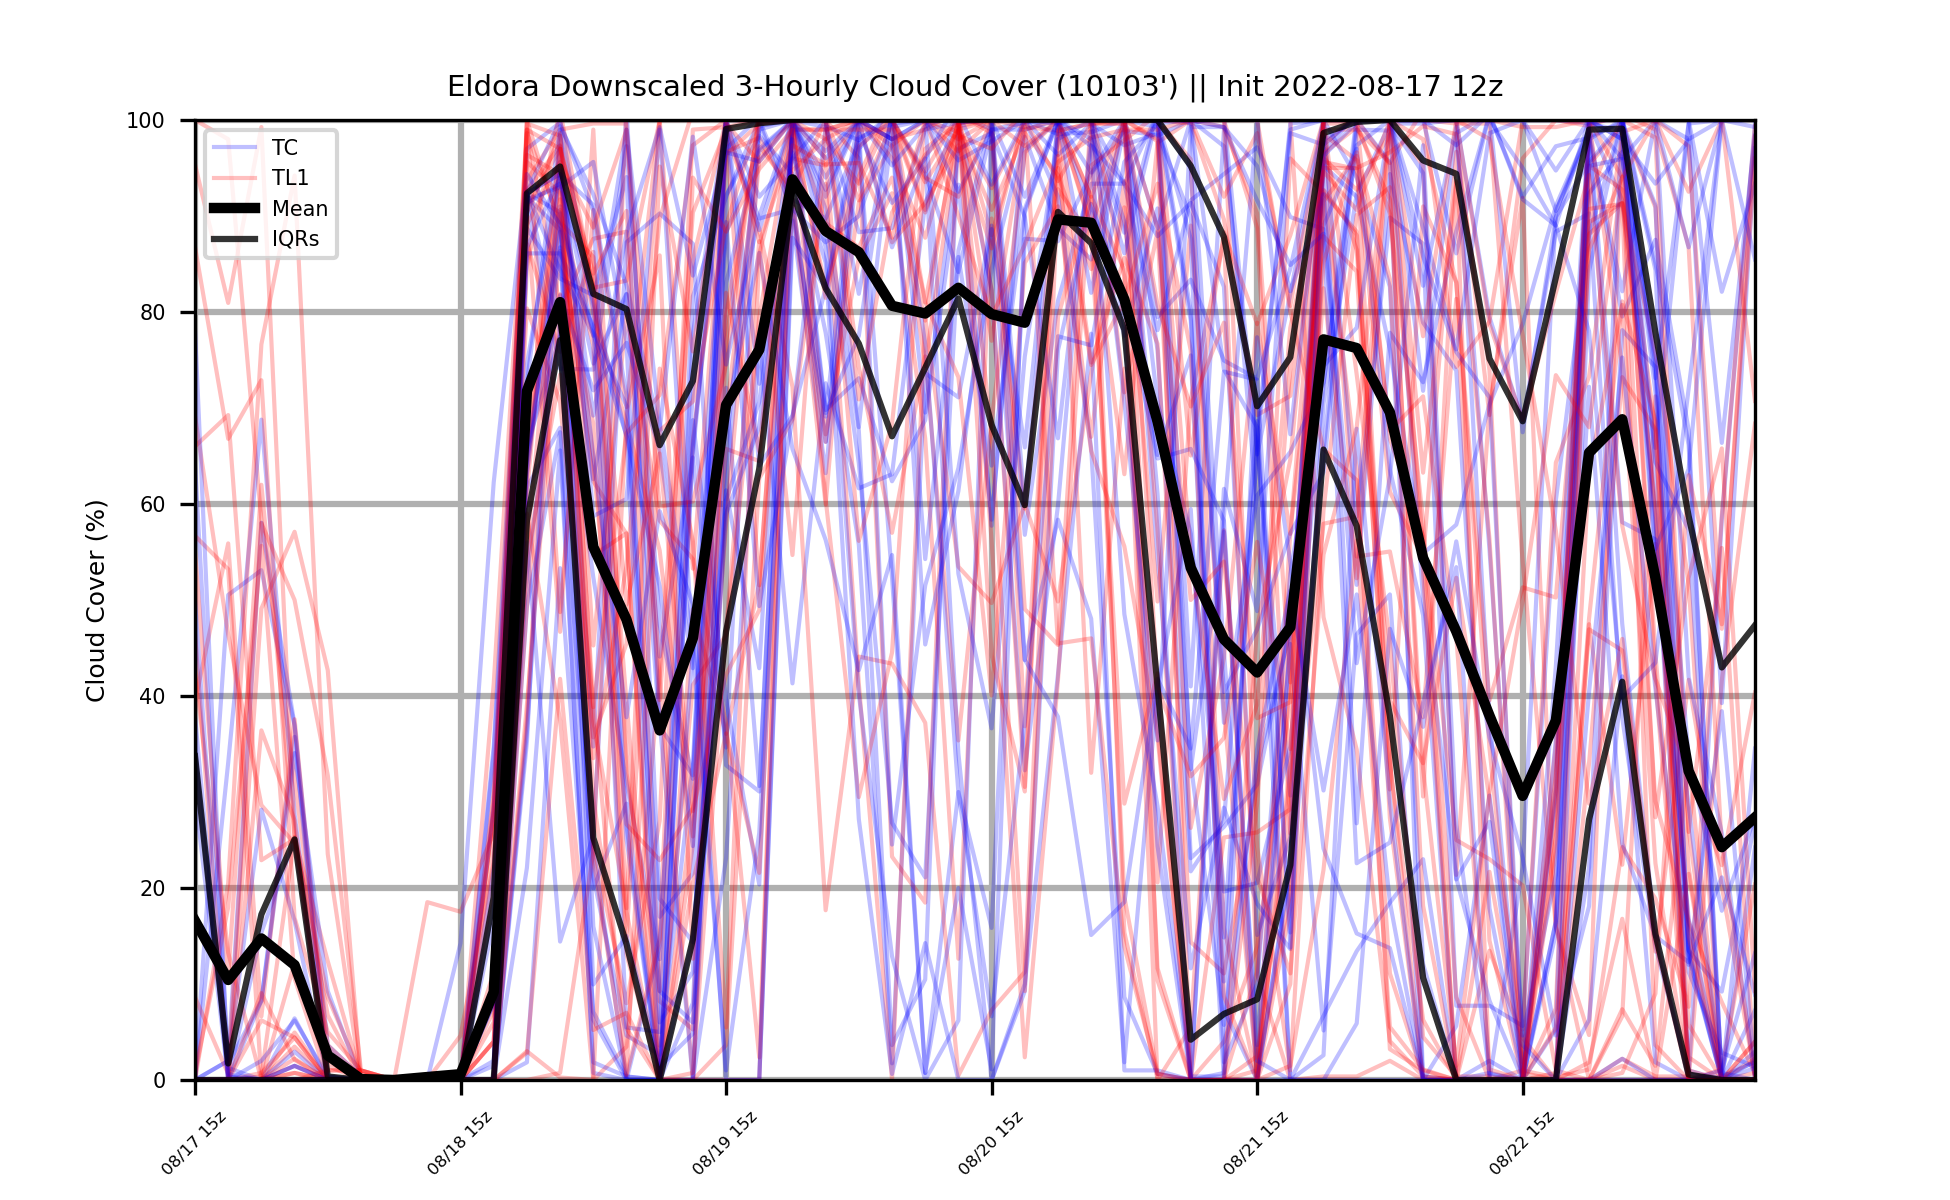 Eldora Downscaled 3-Hourly Cloud Cover (10103') || Init 2022-08-17 12z
TC
TL1
Mean
IQRs
Cloud Cover (%)
100
80
60
40
20
0
08/17 15z
08/18 15z
08/19 15z
08/20 15z
08/21 15z
08/22 15z